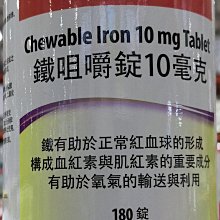 Chewable Iron 10 mg Tablet
鐵咀嚼錠10毫克
鐵有助於正常紅血球的形成
構成血紅素與肌紅素的重要成分
有助於氧氣的輸送與利用
180 錠